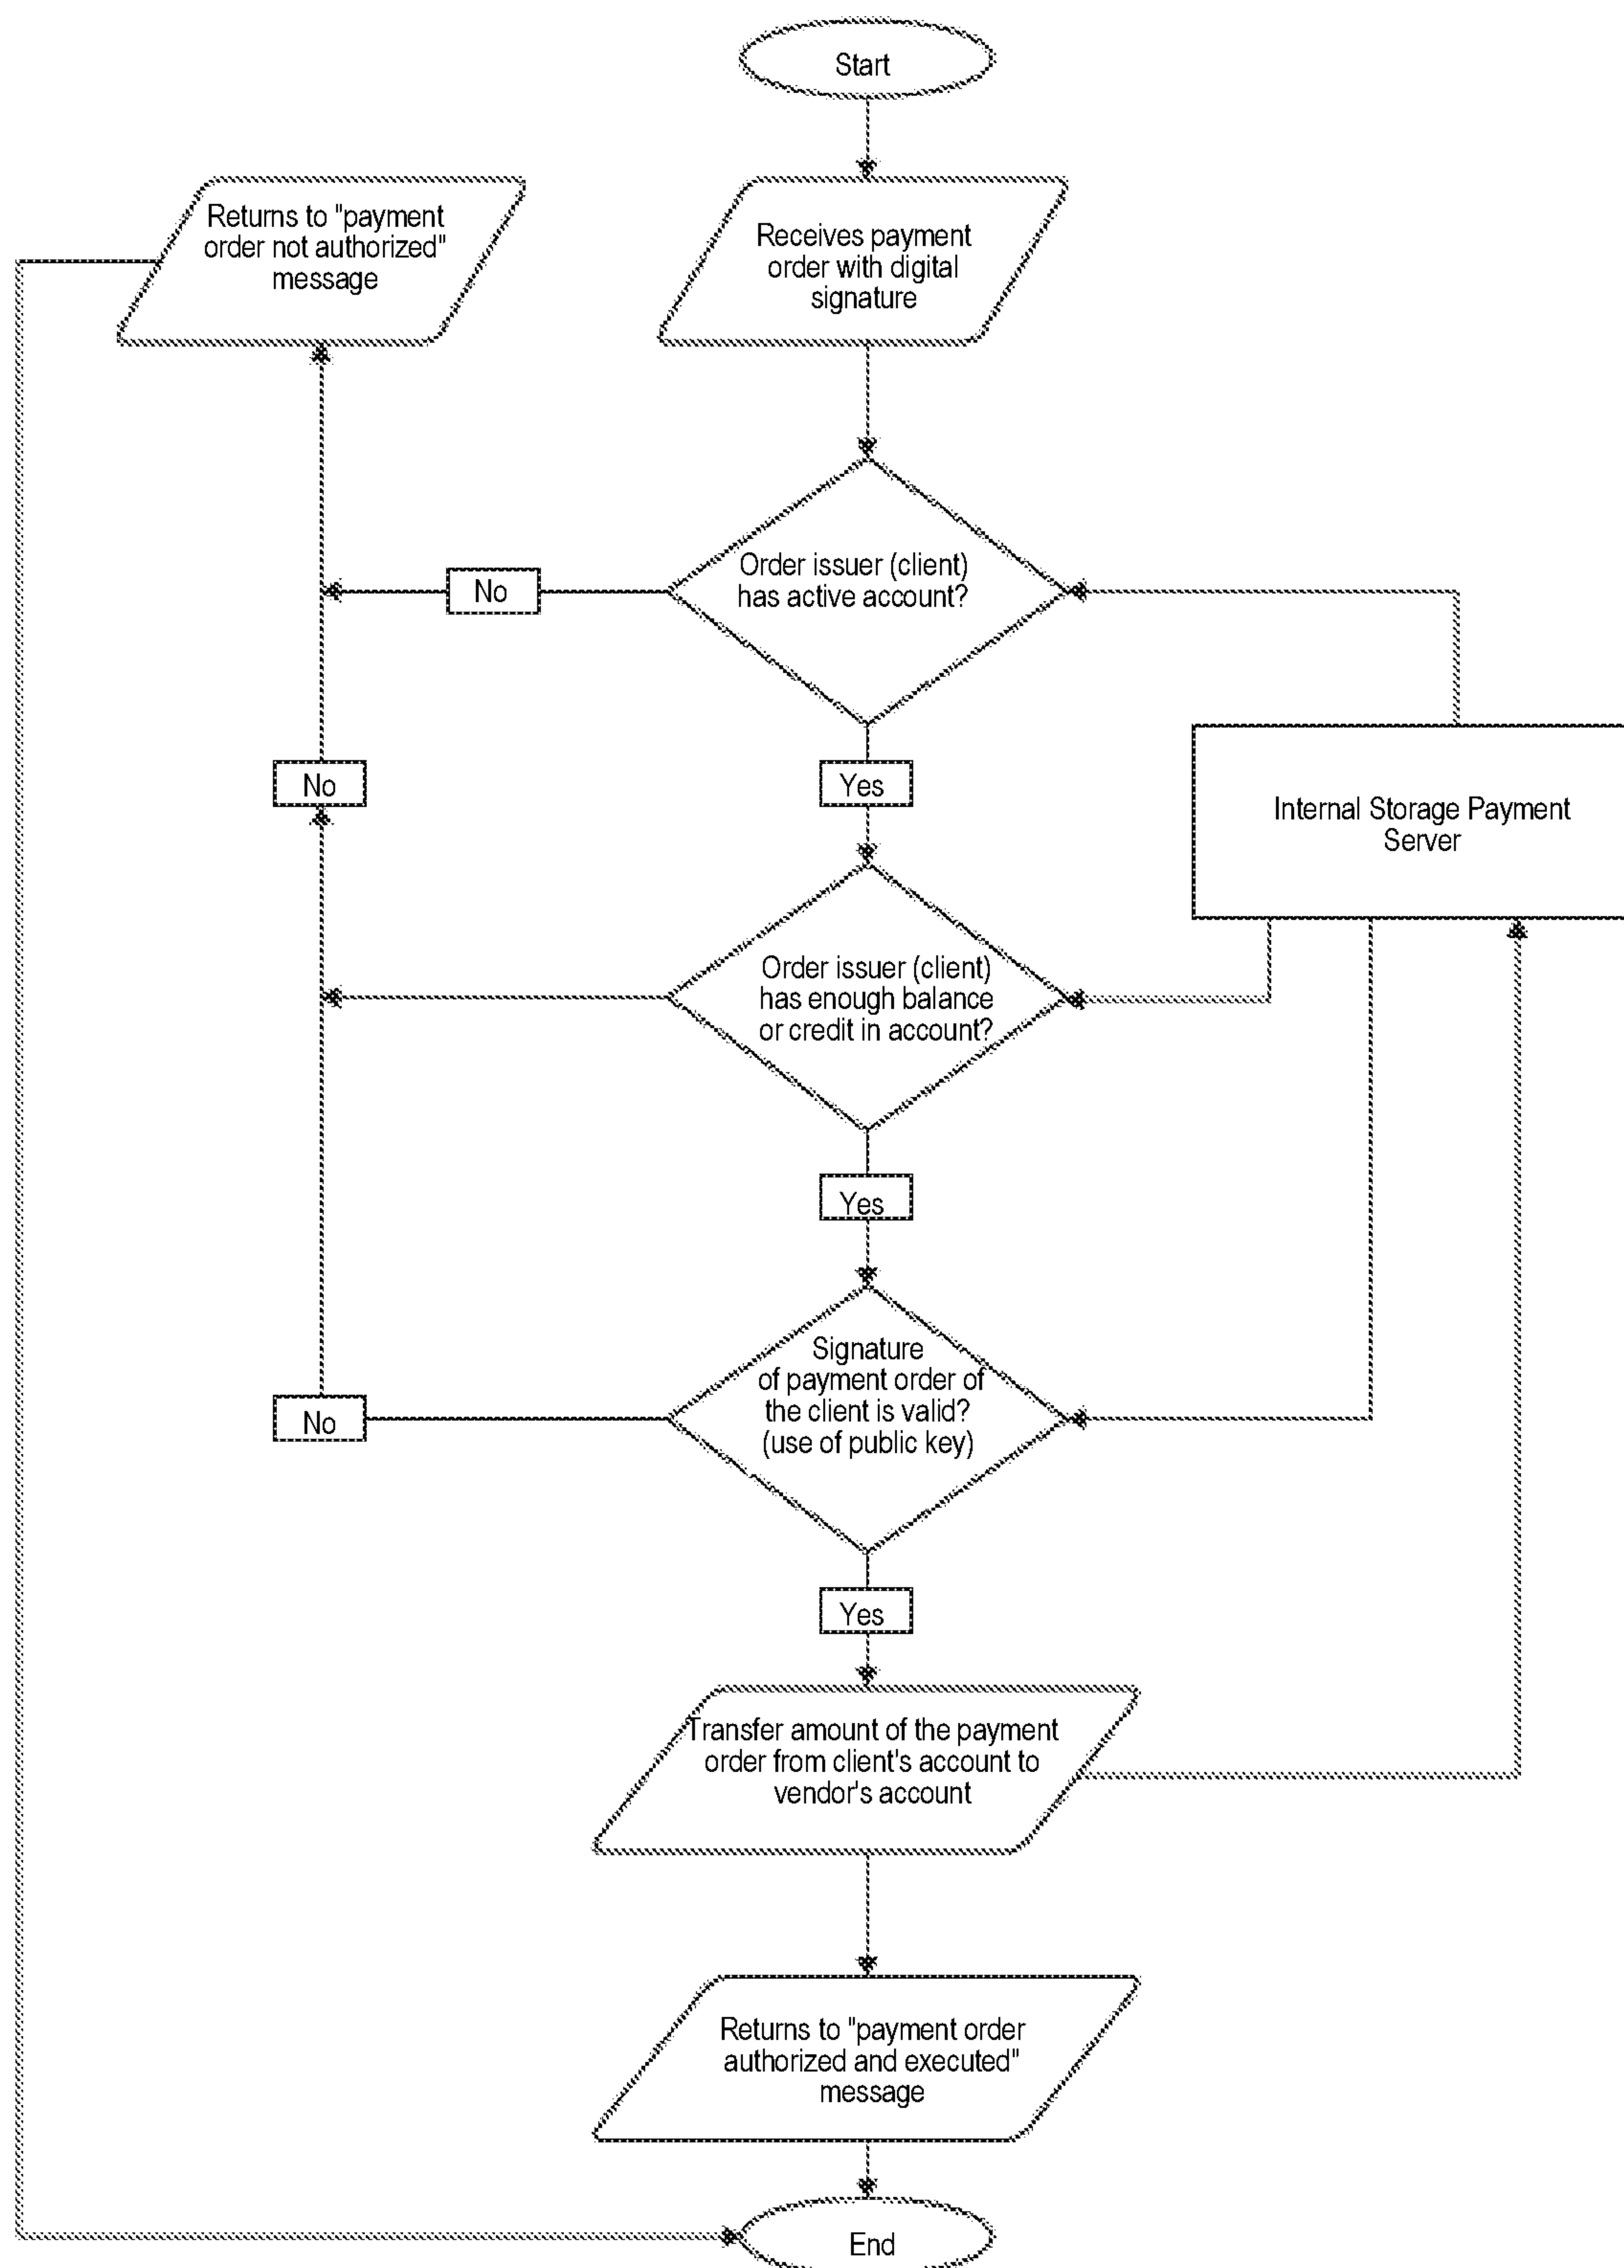 Start
Returns to "payment
order not authorized"
message
Receives payment
order with digital
signature
Order issuer (client)
has active account?
No
No
Yes
Internal Storage Payment
Server
Order issuer (client)
has enough balance
or credit in account?
Yes
Signature
of payment order of
the client is valid?
(use of public key)
No
Yes
Transfer amount of the payment
order from client's account to
vendor's account
Returns to "payment order
authorized and executed"
message
End